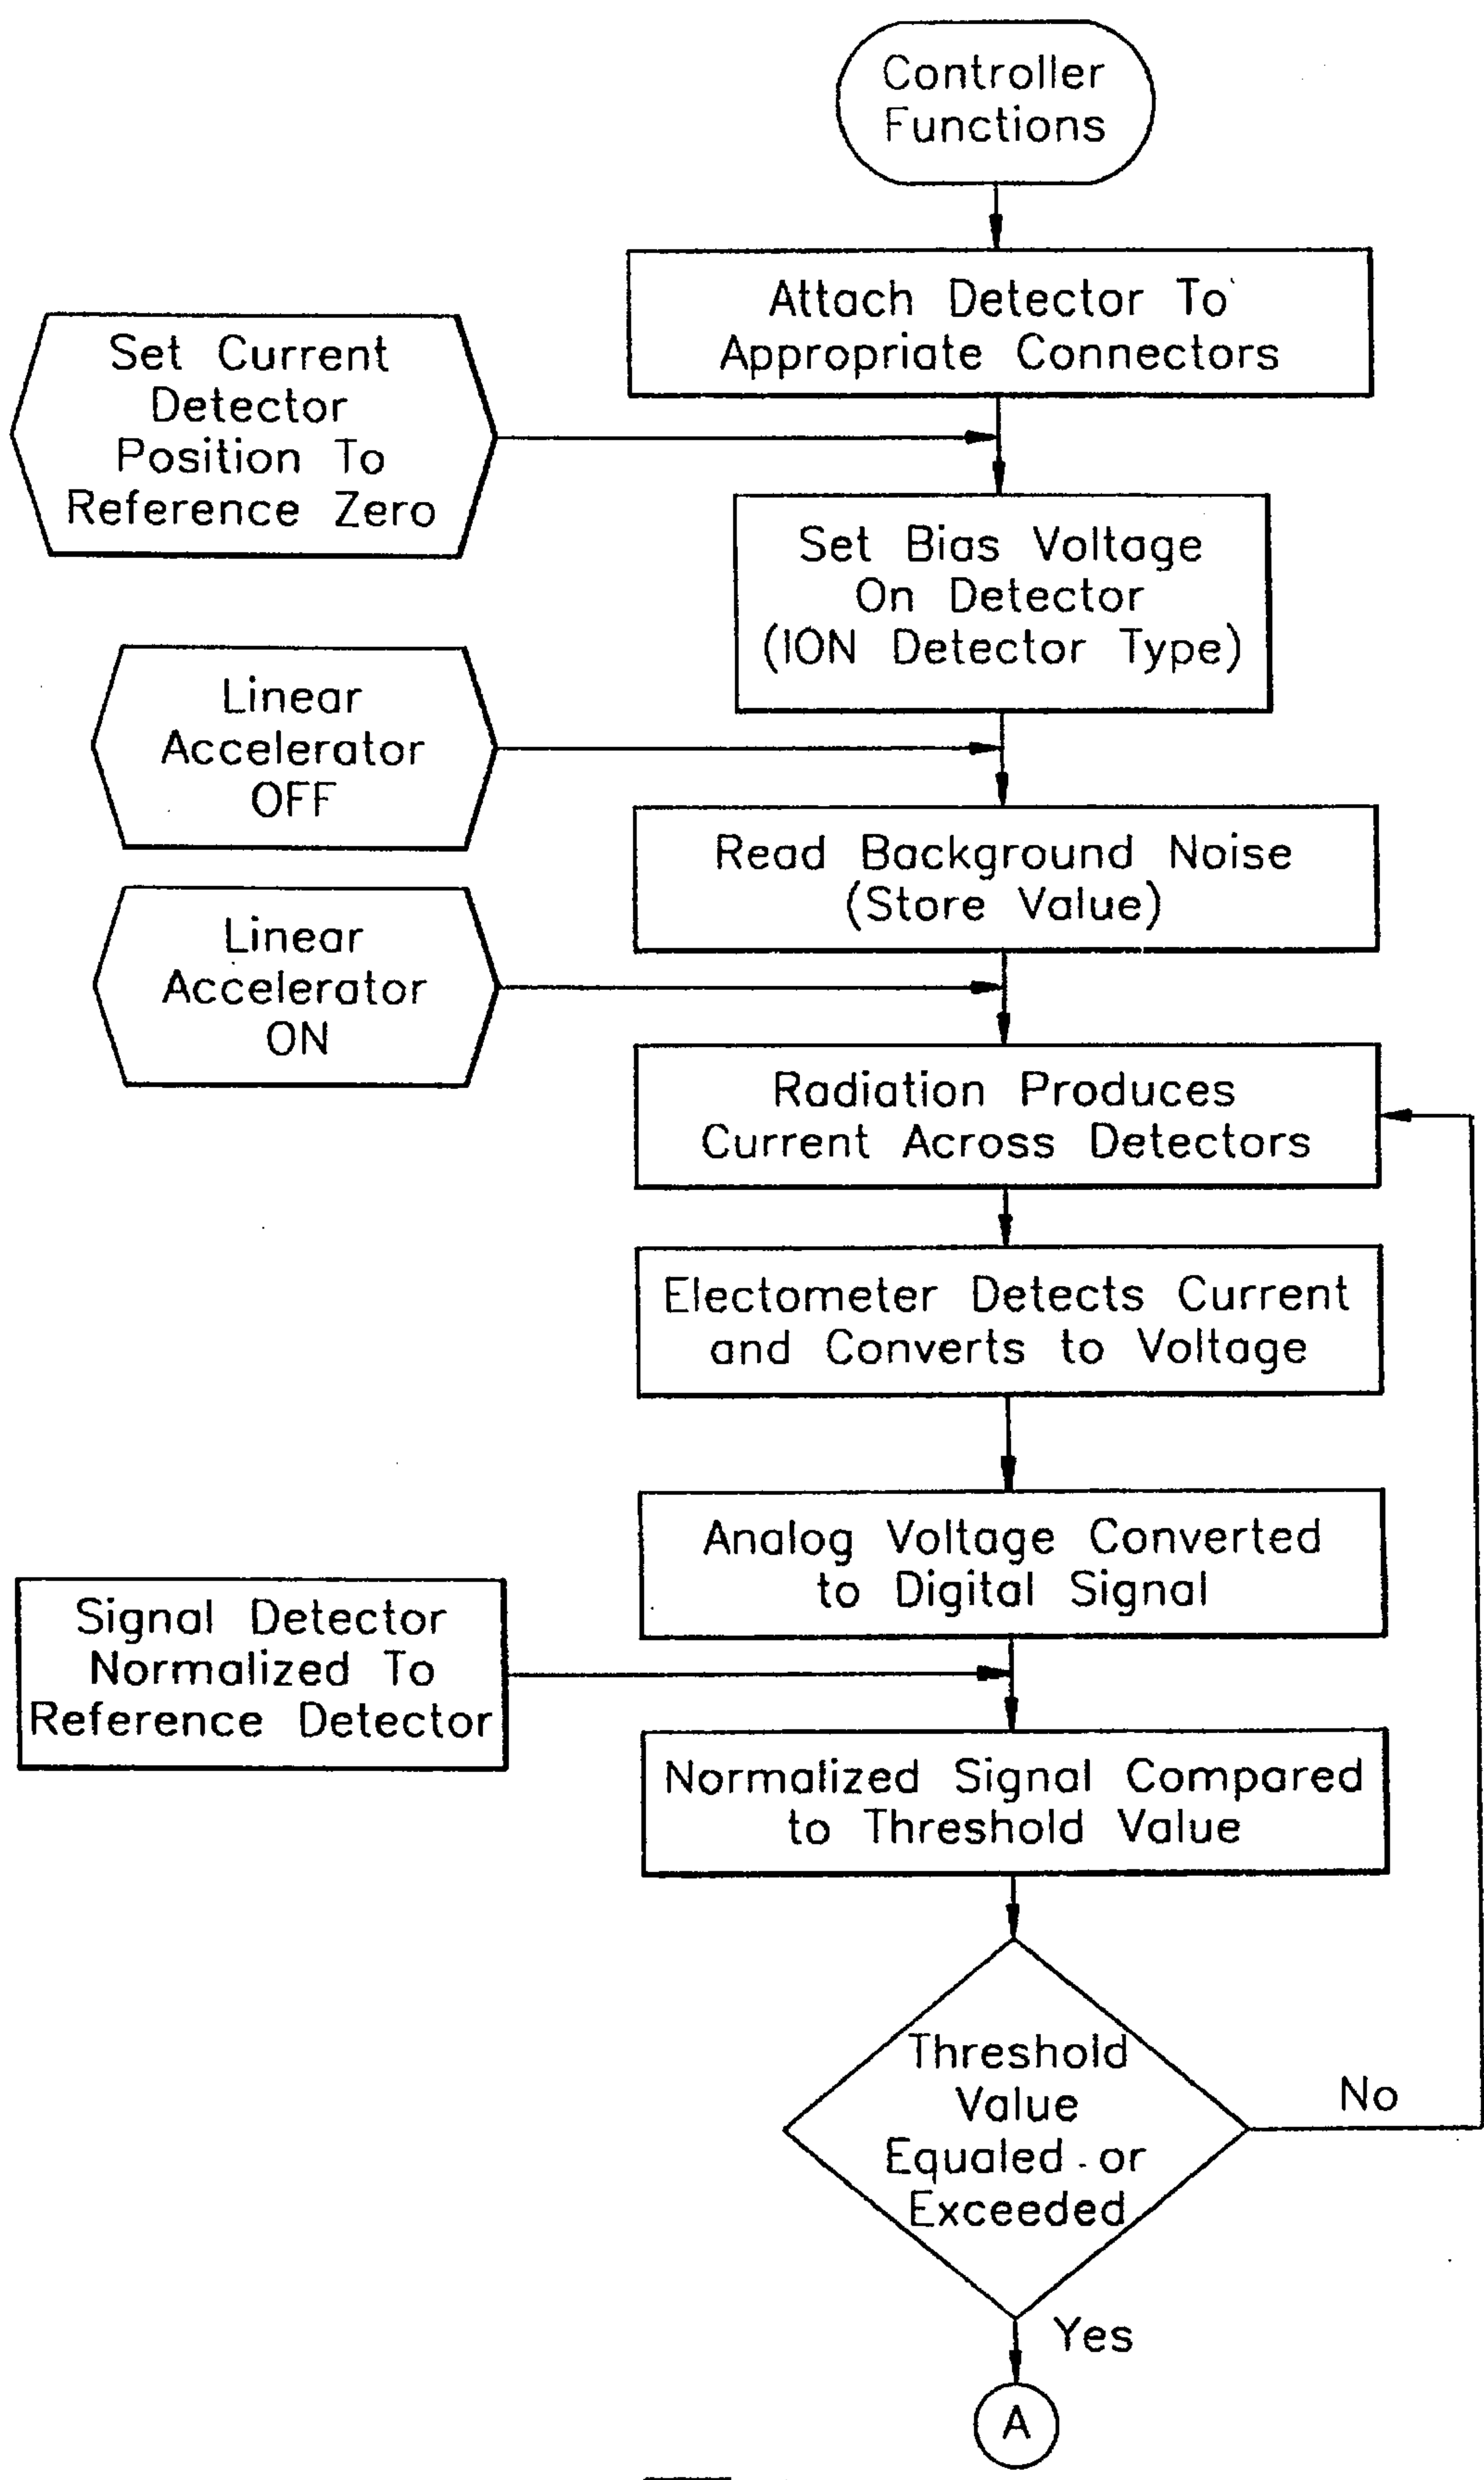 Controller
Functions
Attach Detector To
Appropriate Connectors
Set Current
Detector
Position To
Reference Zero
Set Bias Voltage
On Detector
(ION Detector Type)
Linear
Accelerator
OFF
Read Background Noise
(Store Value)
Linear
Accelerator
ON
Radiation Produces
Current Across Detectors
Electometer Detects Current
and Converts to Voltage
Analog Voltage Converted
to Digital Signal
Signal Detector
Normalized To
Reference Detector
Normalized Signal Compared
to Threshold Value
Threshold
Value
Equaled or
Exceeded
No
Yes
A